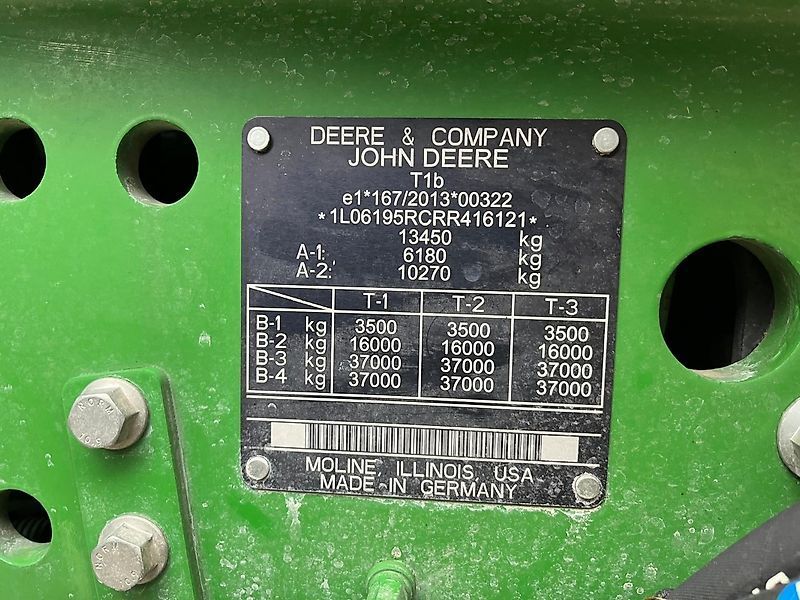 DEERE & COMPANY
JOHN DEERE
T1b
e1*167/2013*00322
*1L06195RCRR416121*
13450 kg
A-1: 6180 kg
A-2: 10270 kg
T-1 T-2 T-3
B-1 kg 3500 3500 3500
B-2 kg 16000 16000 16000
B-3 kg 37000 37000 37000
B-4 kg 37000 37000 37000
MOLINE, ILLINOIS, USA
MADE IN GERMANY